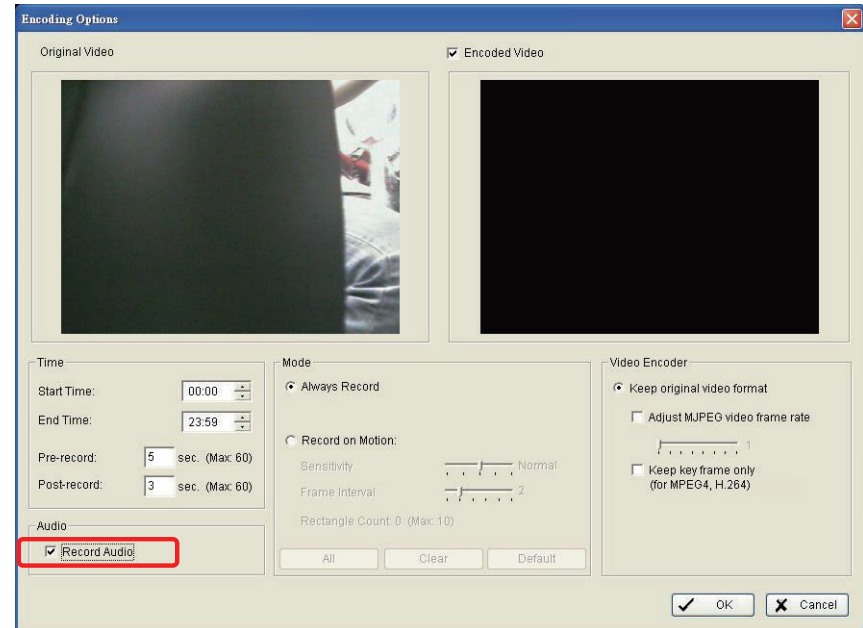 Encoding Options
Original Video
Encoded Video
Time
Start Time: 00:00
End Time: 23:59
Pre-record: 5 sec. (Max: 60)
Post-record: 3 sec. (Max: 60)
Audio
Record Audio
Mode
Always Record
Record on Motion:
Sensitivity Normal
Frame Interval 2
Rectangle Count: 0 (Max: 10)
All Clear Default
Video Encoder
Keep original video format
Adjust MJPEG video frame rate
1
Keep key frame only
(for MPEG4, H.264)
OK Cancel